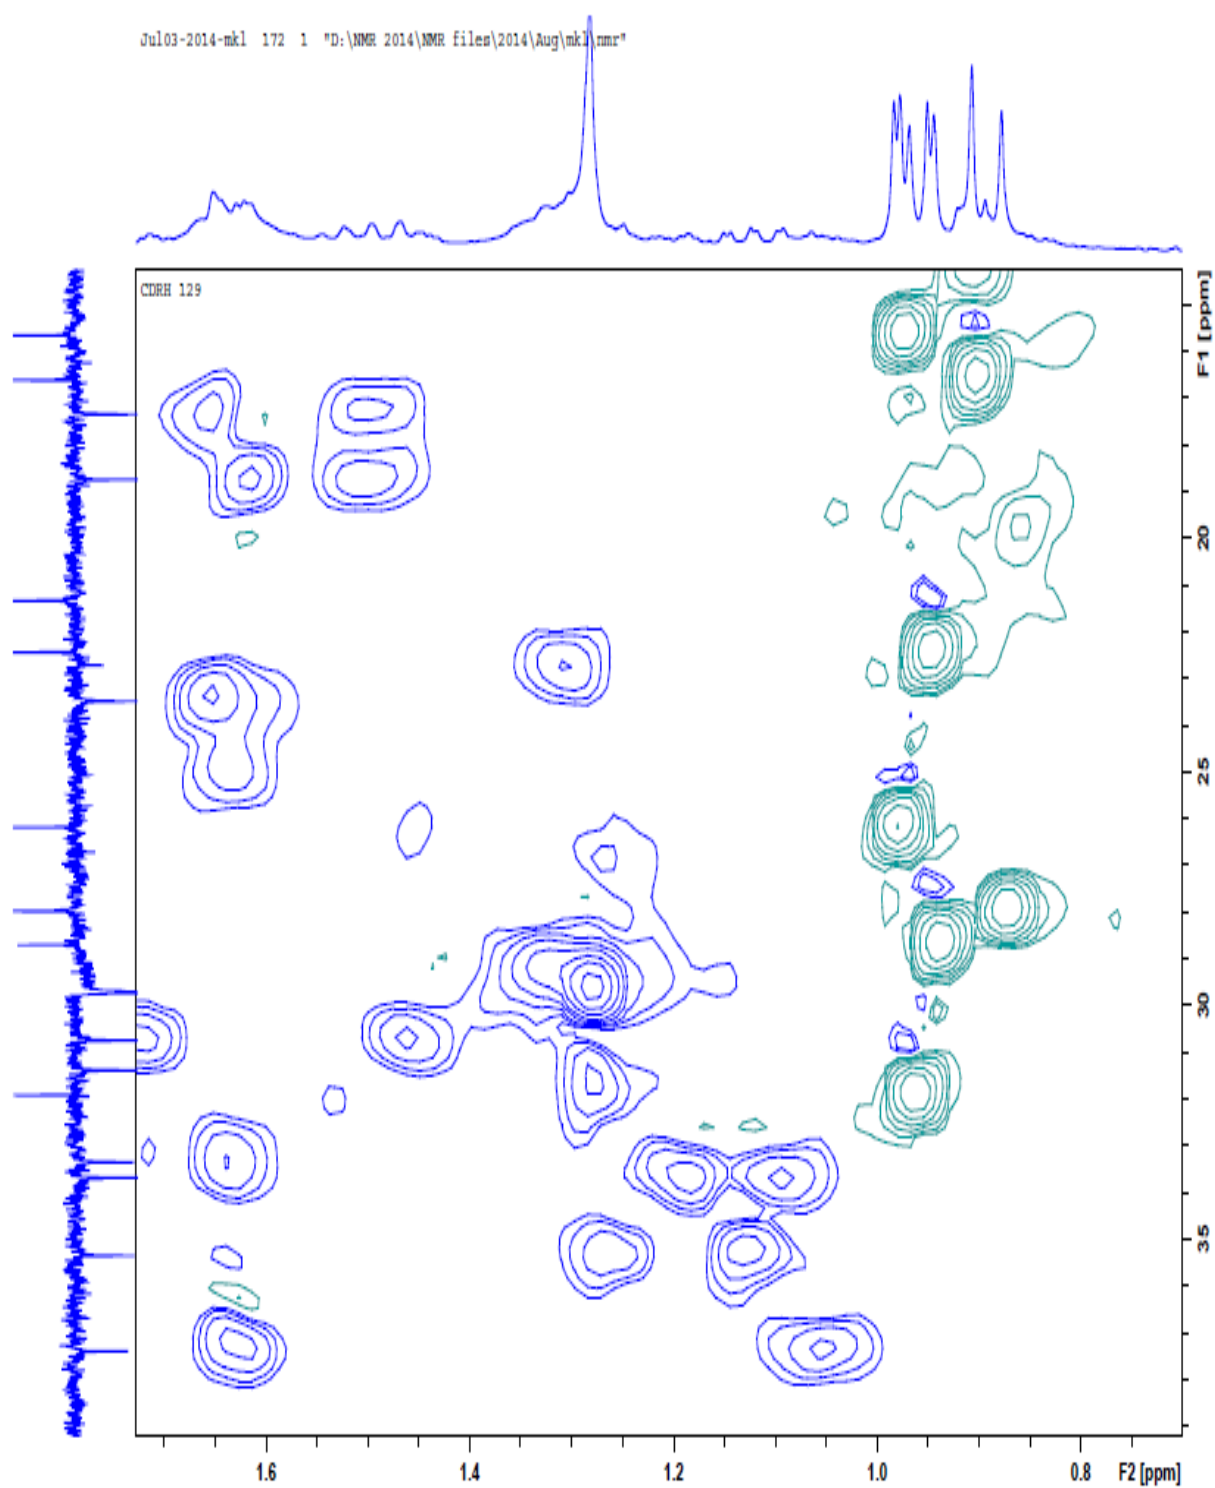 Jul03-2014-mkl 172 1 "D:\NMR 2014\NMR files\2014\Aug\mkl\nmr"
CDRH 129
F1 [ppm]
20
25
30
35
1.6 1.4 1.2 1.0 0.8 F2 [ppm]